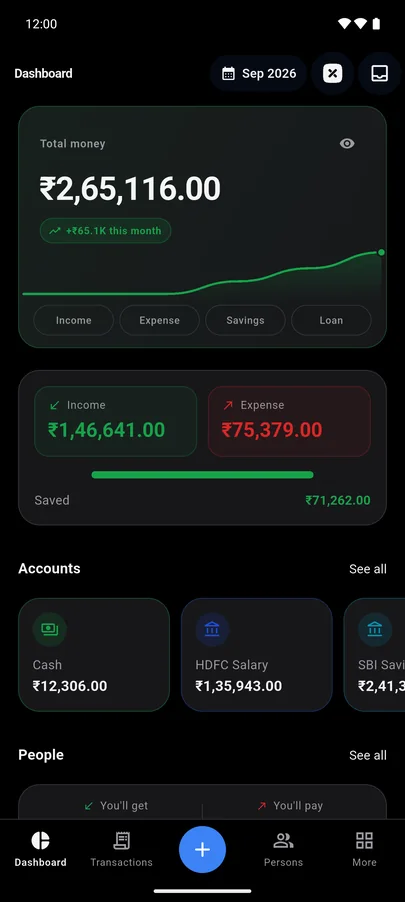 12:00
Dashboard
Sep 2026
Total money
₹2,65,116.00
+₹65.1K this month
Income
Expense
Savings
Loan
Income
Expense
₹1,46,641.00
₹75,379.00
Saved
₹71,262.00
Accounts
See all
Cash
HDFC Salary
SBI Savi
₹12,306.00
₹1,35,943.00
₹2,41,3
People
See all
You'll get
You'll pay
Dashboard
Transactions
Persons
More